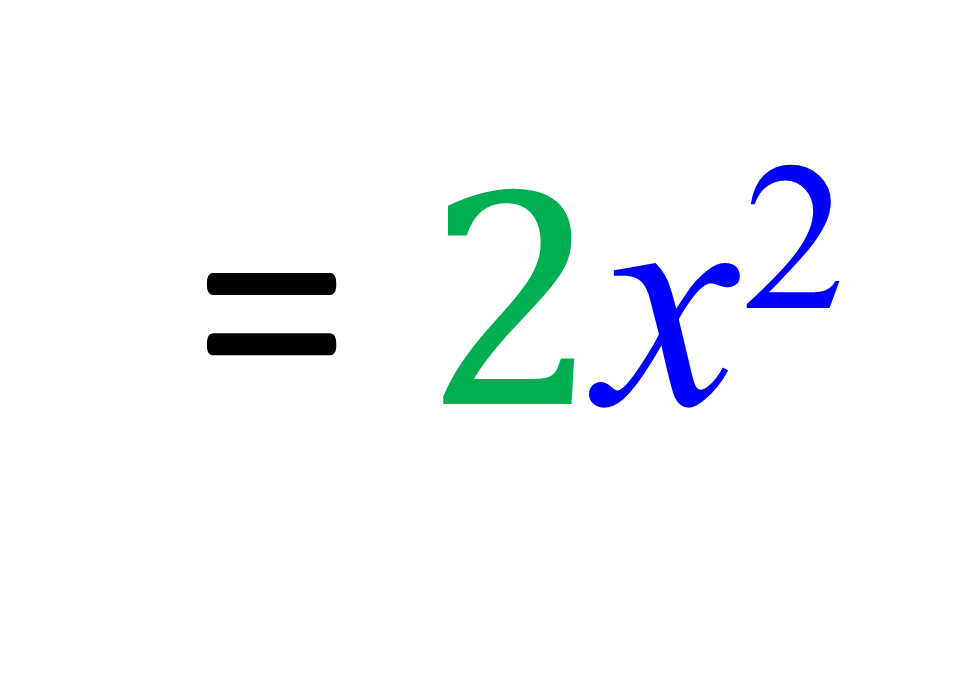 = 2x²